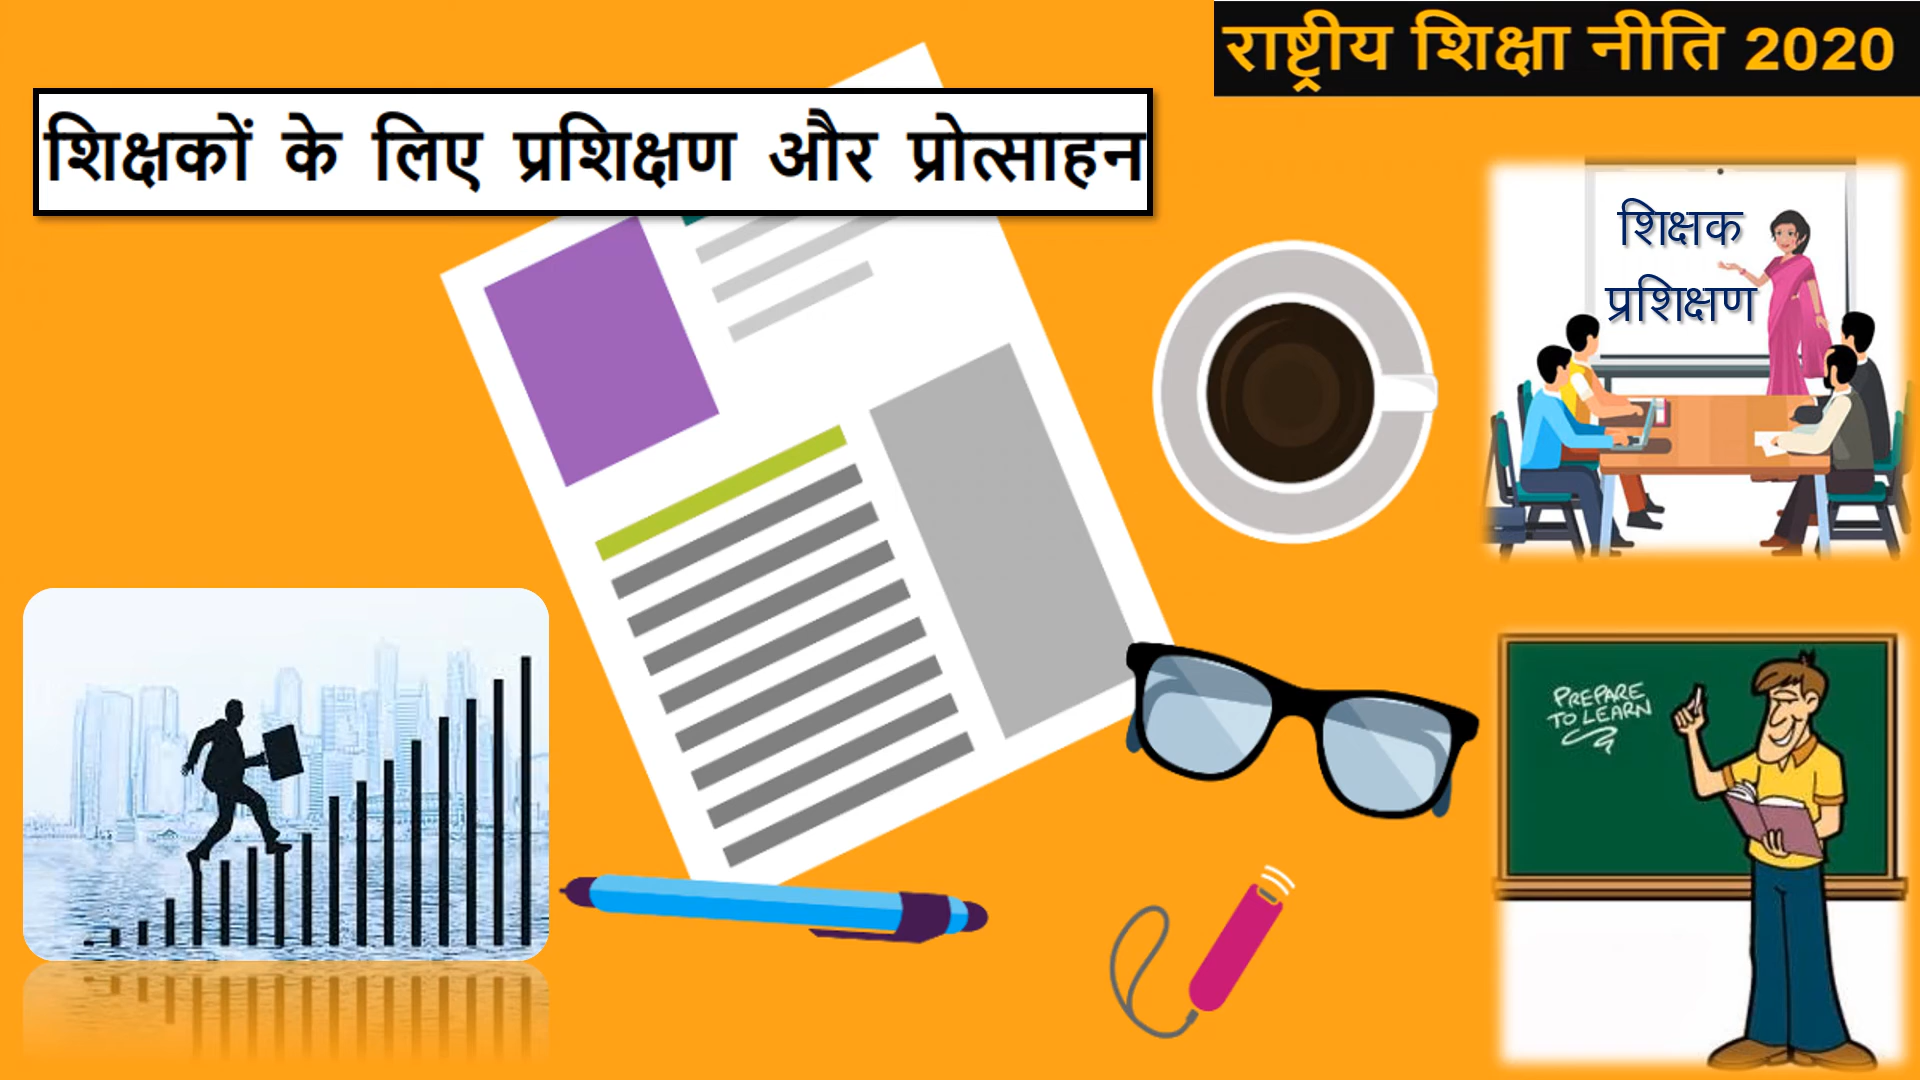 राष्ट्रीय शिक्षा नीति 2020
शिक्षकों के लिए प्रशिक्षण और प्रोत्साहन
शिक्षक
प्रशिक्षण
PREPARE
TO LEARN